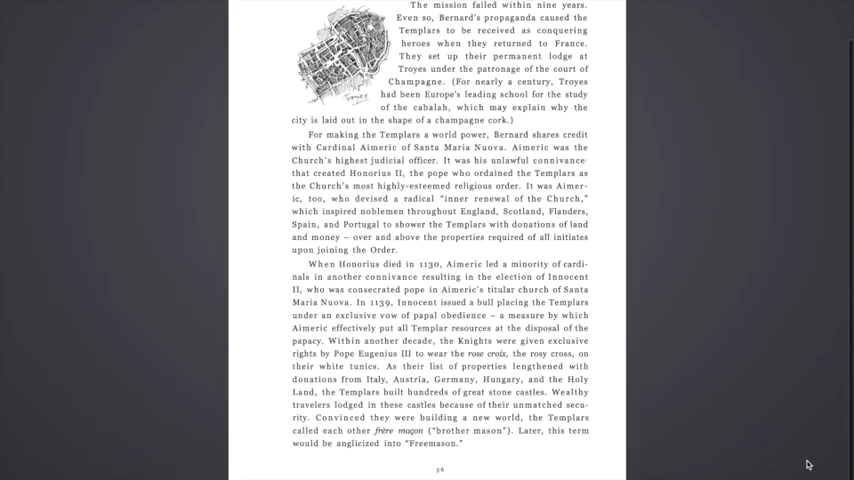 The mission failed within nine years.
Even so, Bernard's propaganda caused the
Templars to be received as conquering
heroes when they returned to France.
They set up their permanent lodge at
Troyes under the patronage of the court of
Champagne. (For nearly a century, Troyes
had been Europe's leading school for the study
of the cabalah, which may explain why the
city is laid out in the shape of a champagne cork.)
Troyes
For making the Templars a world power, Bernard shares credit
with Cardinal Aimeric of Santa Maria Nuova. Aimeric was the
Church's highest judicial officer. It was his unlawful connivance
that created Honorius II, the pope who ordained the Templars as
the Church's most highly-esteemed religious order. It was Aimer-
ic, too, who devised a radical "inner renewal of the Church,"
which inspired noblemen throughout England, Scotland, Flanders,
Spain, and Portugal to shower the Templars with donations of land
and money – over and above the properties required of all initiates
upon joining the Order.
When Honorius died in 1130, Aimeric led a minority of cardi-
nals in another connivance resulting in the election of Innocent
II, who was consecrated pope in Aimeric's titular church of Santa
Maria Nuova. In 1139, Innocent issued a bull placing the Templars
under an exclusive vow of papal obedience – a measure by which
Aimeric effectively put all Templar resources at the disposal of the
papacy. Within another decade, the Knights were given exclusive
rights by Pope Eugenius III to wear the rose croix, the rosy cross, on
their white tunics. As their list of properties lengthened with
donations from Italy, Austria, Germany, Hungary, and the Holy
Land, the Templars built hundreds of great stone castles. Wealthy
travelers lodged in these castles because of their unmatched secu-
rity. Convinced they were building a new world, the Templars
called each other frère maçon ("brother mason"). Later, this term
would be anglicized into "Freemason."
36